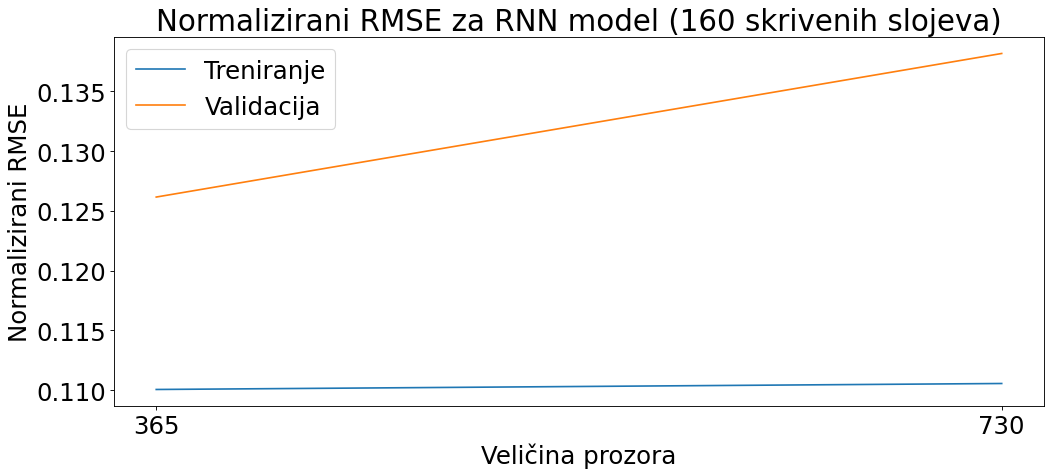 Normalizirani RMSE za RNN model (160 skrivenih slojeva)
Treniranje
Validacija
Normalizirani RMSE
0.135
0.130
0.125
0.120
0.115
0.110
365
730
Veličina prozora